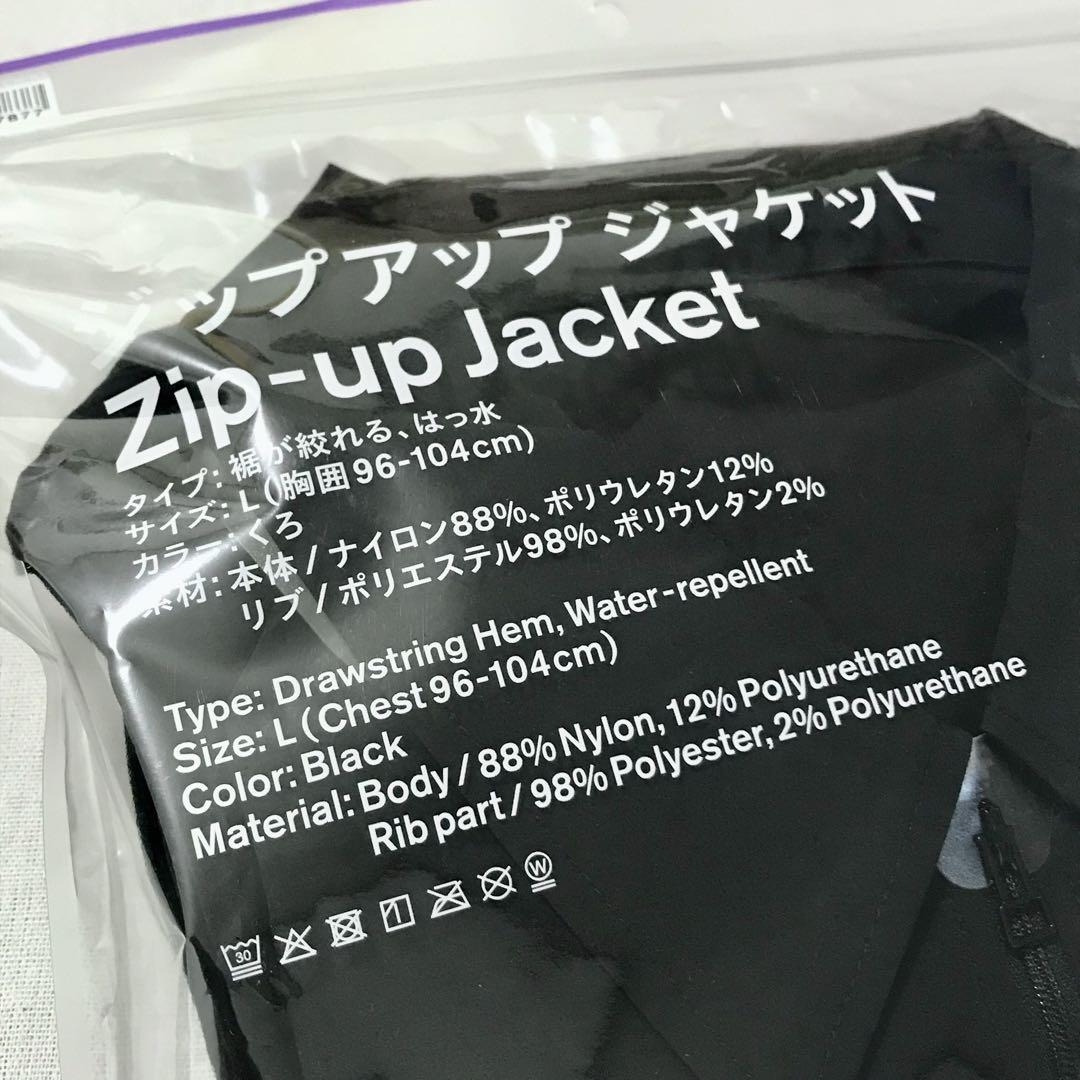 7877
ジップアップ ジャケット
Zip-up Jacket
タイプ：裾が絞れる、はっ水
サイズ：L（胸囲96-104cm）
カラー：くろ
素材：本体/ナイロン88%、ポリウレタン12%
リブ/ポリエステル98%、ポリウレタン2%
Type: Drawstring Hem, Water-repellent
Size: L (Chest 96-104cm)
Color: Black
Material: Body / 88% Nylon, 12% Polyurethane
Rib part / 98% Polyester, 2% Polyurethane
30
W